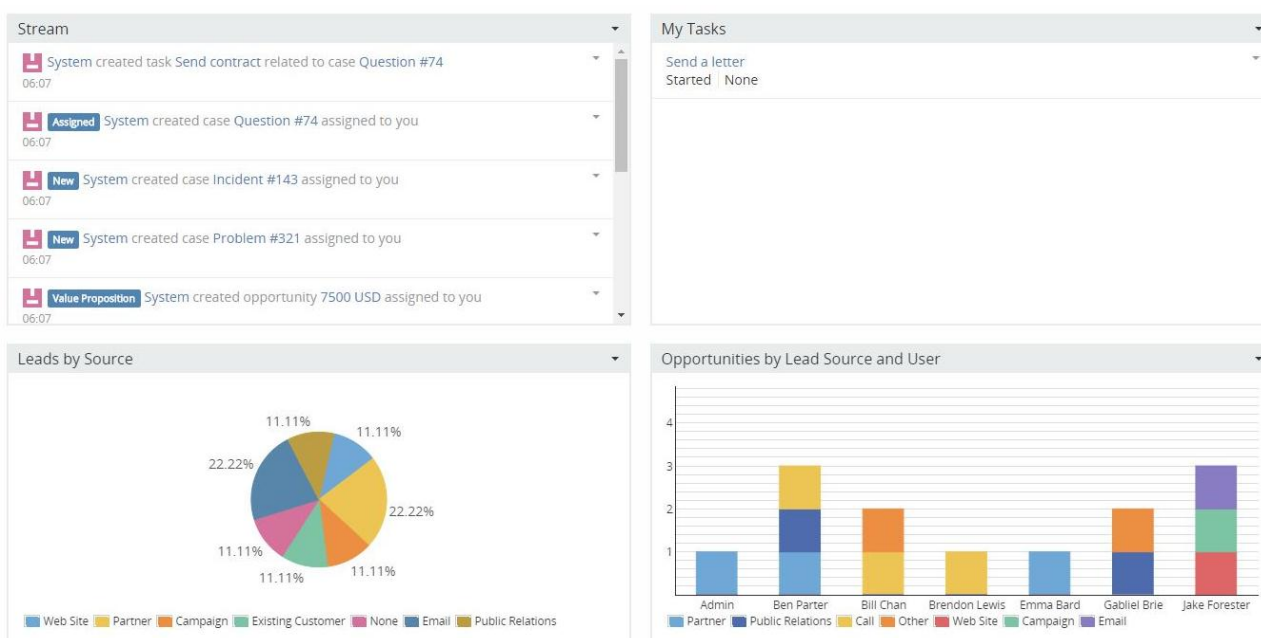 Stream
System created task Send contract related to case Question #74
06:07
Assigned System created case Question #74 assigned to you
06:07
New System created case Incident #143 assigned to you
06:07
New System created case Problem #321 assigned to you
06:07
Value Proposition System created opportunity 7500 USD assigned to you
06:07
My Tasks
Send a letter
Started None
Leads by Source
11.11%
11.11%
22.22%
22.22%
11.11%
11.11%
11.11%
Web Site Partner Campaign Existing Customer None Email Public Relations
Opportunities by Lead Source and User
4
3
2
1
Admin Ben Parter Bill Chan Brendon Lewis Emma Bard Gabliel Brie Jake Forester
Partner Public Relations Call Other Web Site Campaign Email